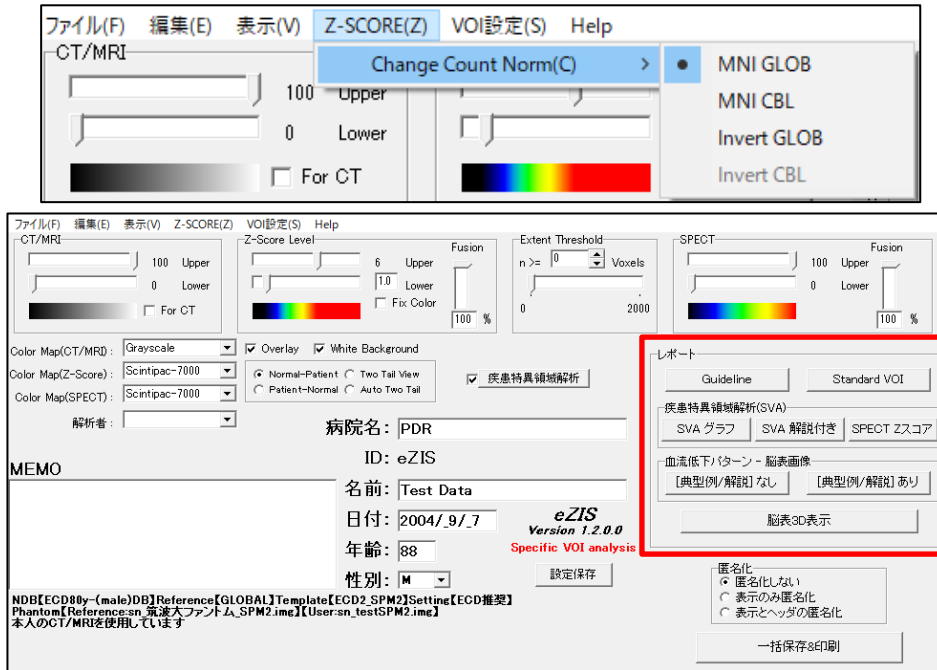 ファイル(F) 編集(E) 表示(V) Z-SCORE(Z) VOI設定(S) Help
CT/MRI
Change Count Norm(C) >
MNI GLOB
MNI CBL
Invert GLOB
Invert CBL
100 Upper
0 Lower
For CT
ファイル(F) 編集(E) 表示(V) Z-SCORE(Z) VOI設定(S) Help
CT/MRI
100 Upper
0 Lower
For CT
Z-Score Level
Fusion
6 Upper
1.0 Lower
Fix Color
100 %
Extent Threshold
n >= 0 Voxels
0 2000
SPECT
Fusion
100 Upper
0 Lower
100 %
Color Map(CT/MRI) : Grayscale
Color Map(Z-Score) : Scintipac-7000
Color Map(SPECT) : Scintipac-7000
解析者 :
Overlay White Background
Normal-Patient Two Tail View
Patient-Normal Auto Two Tail
疾患特異領域解析
病院名: PDR
ID: eZIS
名前: Test Data
日付: 2004/_9/_7
年齢: 88
性別: M
eZIS
Version 1.2.0.0
Specific VOI analysis
設定保存
MEMO
レポート
Guideline Standard VOI
疾患特異領域解析(SVA)
SVA グラフ SVA 解説付き SPECT Zスコア
血流低下パターン - 脳表画像
[典型例/解説] なし [典型例/解説] あり
脳表3D表示
匿名化
匿名化しない
表示のみ匿名化
表示とヘッダの匿名化
一括保存&印刷
NDB[ECD80y-(male)DB]Reference[GLOBAL]Template[ECD2_SPM2]Setting[ECD推奨]
Phantom[Reference:sn_筑波大ファントム_SPM2.img][User:sn_testSPM2.img]
本人のCT/MRIを使用しています